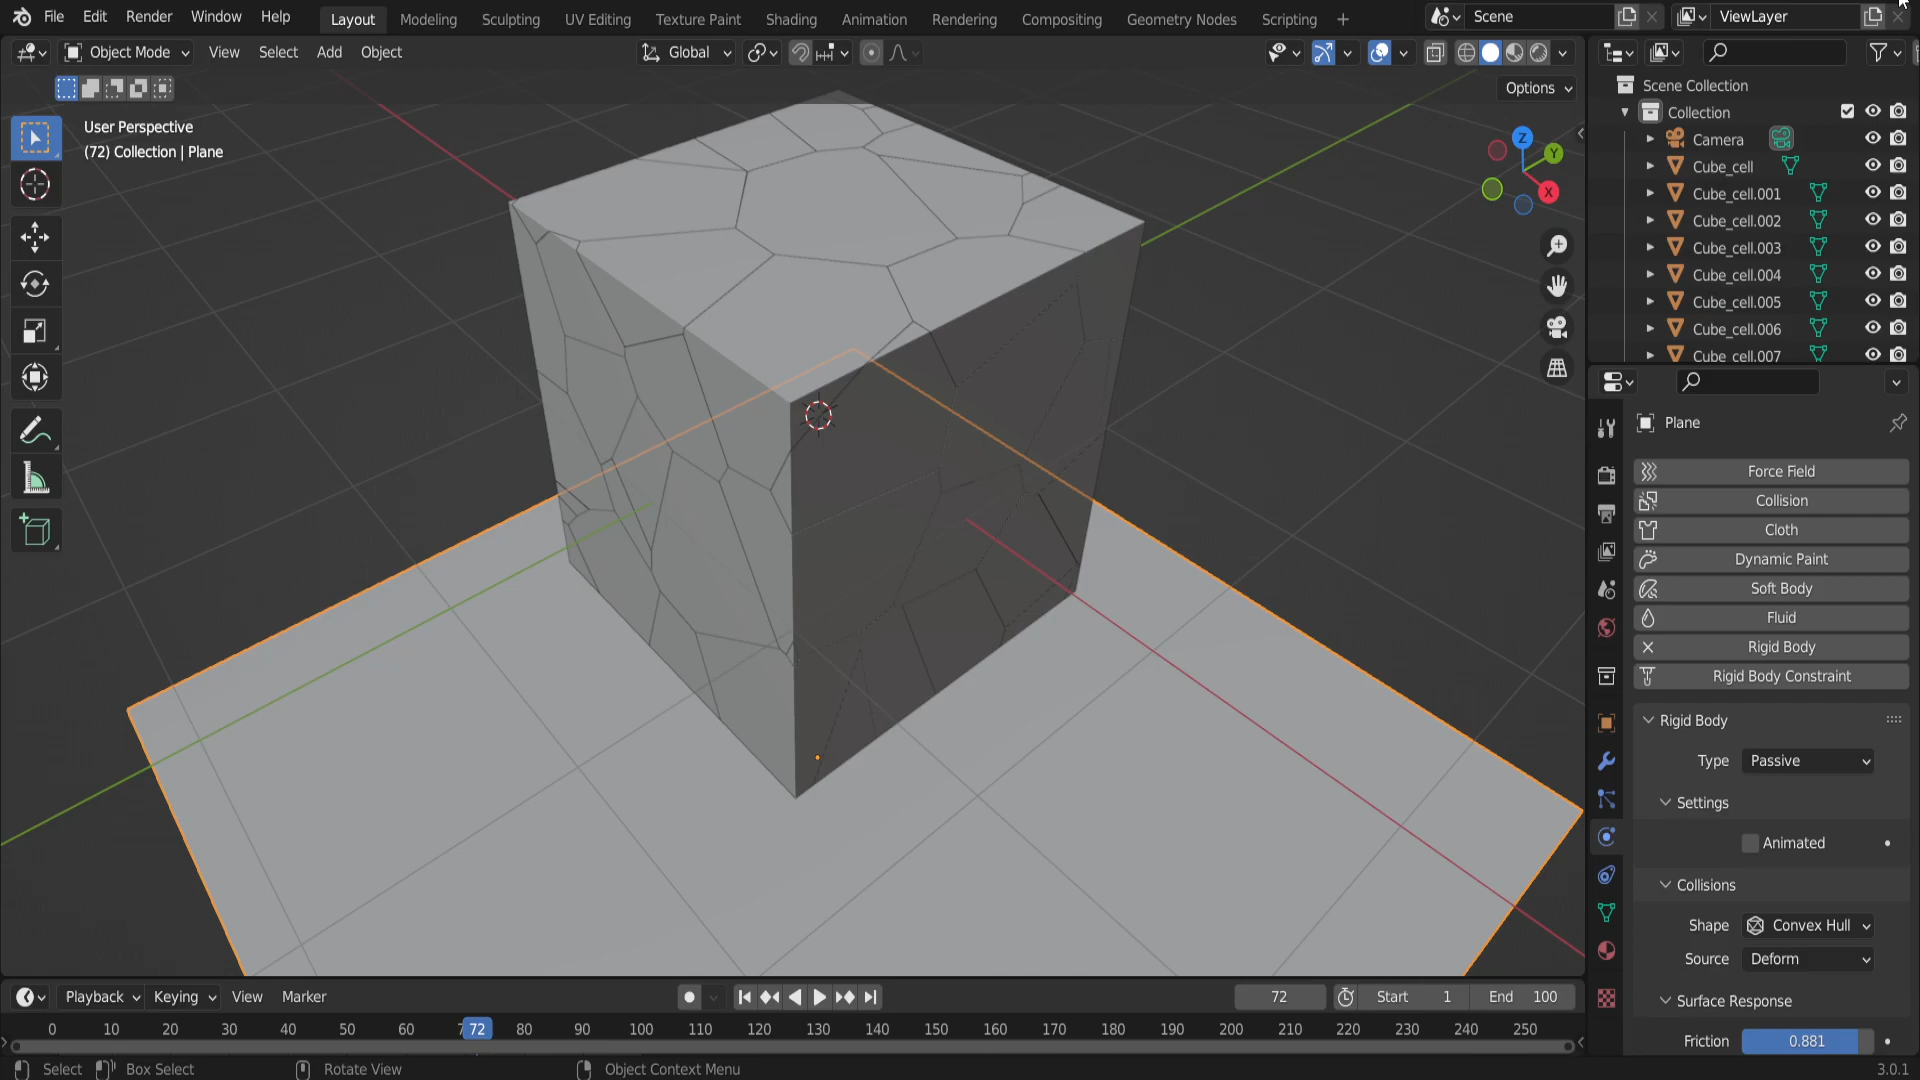 File Edit Render Window Help Layout Modeling Sculpting UV Editing Texture Paint Shading Animation Rendering Compositing Geometry Nodes Scripting + Scene ViewLayer
Object Mode View Select Add Object Global
Options
User Perspective
(72) Collection | Plane
Z
Y
X
Scene Collection
Collection
Camera
Cube_cell
Cube_cell.001
Cube_cell.002
Cube_cell.003
Cube_cell.004
Cube_cell.005
Cube_cell.006
Cube_cell.007
Plane
Force Field
Collision
Cloth
Dynamic Paint
Soft Body
Fluid
Rigid Body
Rigid Body Constraint
Rigid Body
Type Passive
Settings
Animated
Collisions
Shape Convex Hull
Source Deform
Surface Response
Friction 0.881
Playback Keying View Marker 72 Start 1 End 100
0 10 20 30 40 50 60 72 80 90 100 110 120 130 140 150 160 170 180 190 200 210 220 230 240 250
Select Box Select Rotate View Object Context Menu 3.0.1